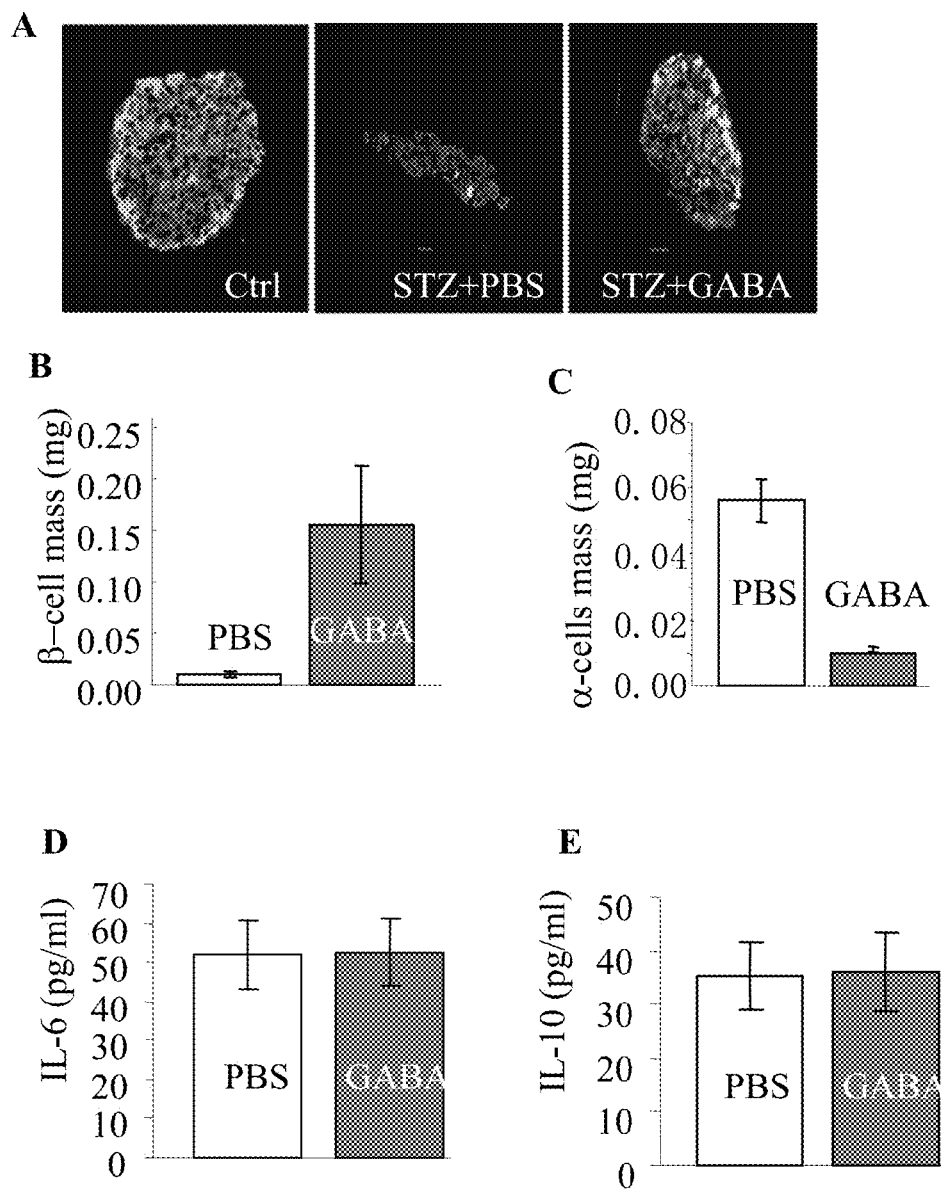 A
Ctrl
STZ+PBS
STZ+GABA
B
β–cell mass (mg)
0.25
0.20
0.15
0.10
0.05
0.00
PBS
GABA
C
α-cells mass (mg)
0. 08
0. 06
0. 04
0. 02
0. 00
PBS
GABA
D
IL-6 (pg/ml)
70
60
50
40
30
20
10
0
PBS
GABA
E
IL-10 (pg/ml)
50
40
30
20
10
0
PBS
GABA